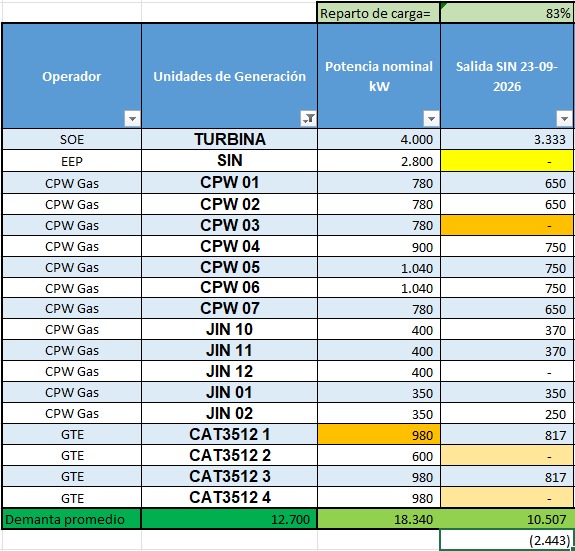 Reparto de carga= 83%
Operador Unidades de Generación Potencia nominal kW Salida SIN 23-09-2026
SOE TURBINA 4.000 3.333
EEP SIN 2.800 -
CPW Gas CPW 01 780 650
CPW Gas CPW 02 780 650
CPW Gas CPW 03 780 -
CPW Gas CPW 04 900 750
CPW Gas CPW 05 1.040 750
CPW Gas CPW 06 1.040 750
CPW Gas CPW 07 780 650
CPW Gas JIN 10 400 370
CPW Gas JIN 11 400 370
CPW Gas JIN 12 400 -
CPW Gas JIN 01 350 350
CPW Gas JIN 02 350 250
GTE CAT3512 1 980 817
GTE CAT3512 2 600 -
GTE CAT3512 3 980 817
GTE CAT3512 4 980 -
Demanta promedio 12.700 18.340 10.507
(2.443)